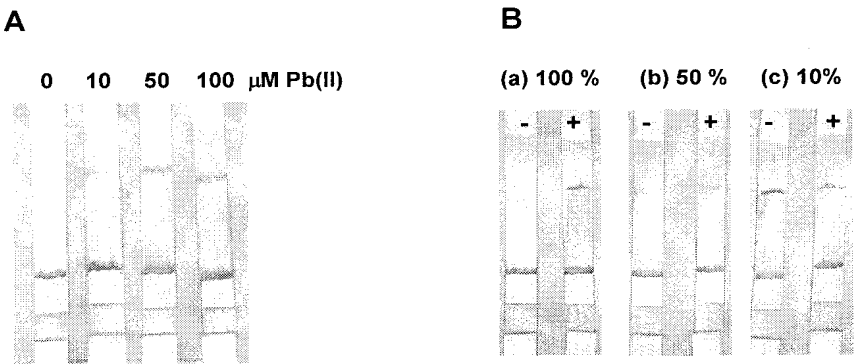 A
0 10 50 100 μM Pb(II)
B
(a) 100 % (b) 50 % (c) 10%
- + - + - +